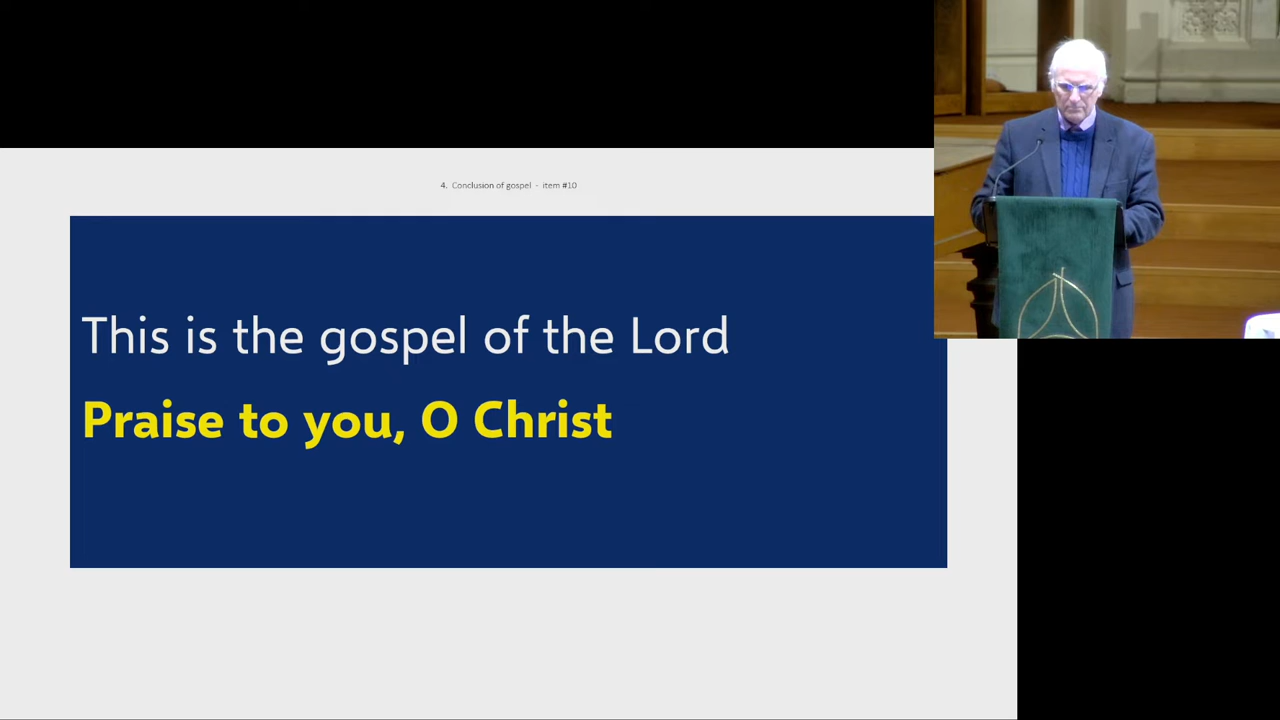 4. Conclusion of gospel - item #10
This is the gospel of the Lord
Praise to you, O Christ